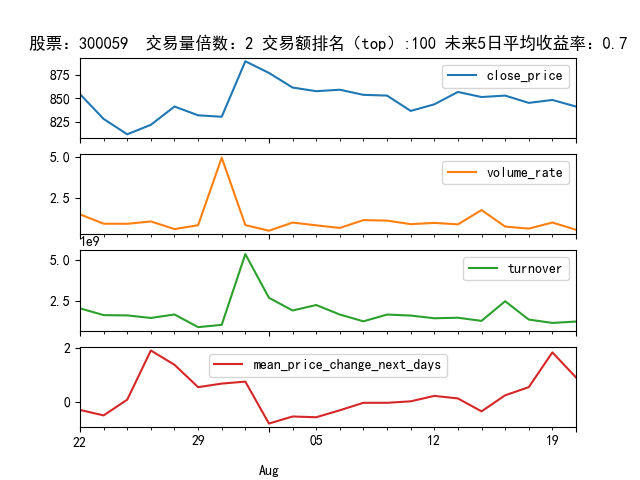 股票：300059  交易量倍数：2 交易额排名（top）:100 未来5日平均收益率：0.7
875
850
825
close_price
5.0
2.5
volume_rate
1e9
5.0
2.5
turnover
2
0
mean_price_change_next_days
22 29 05 12 19
Aug